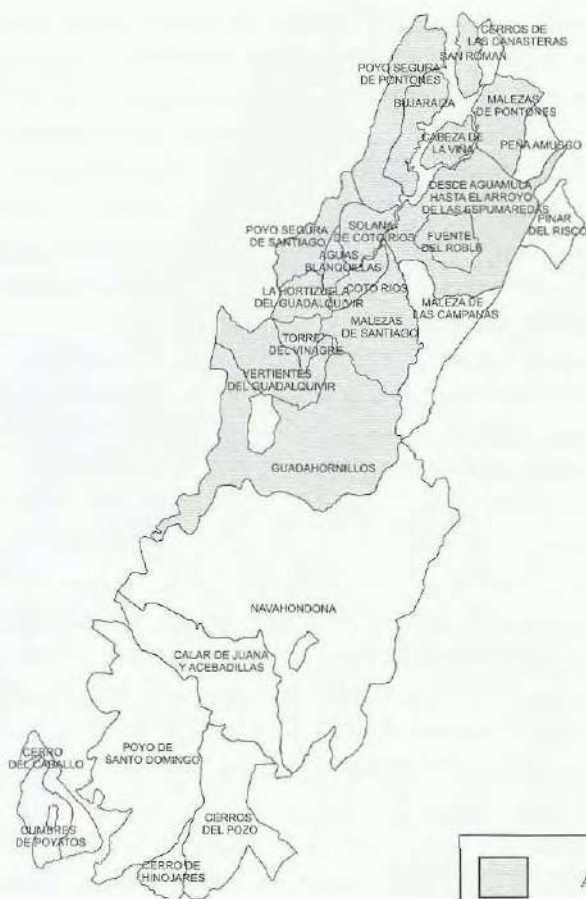 CERROS DE
LAS CANASTERAS
SAN ROMAN
POYO SEGURA
DE PONTONES
BUJARAIZA
MALEZAS
DE PONTONES
CABEZA DE
LA VIÑA
PEÑA AMUSGO
DESDE AGUAMULA
HASTA EL ARROYO
DE LAS ESPUMAREDAS
PINAR
DEL RISCO
POYO SEGURA
DE SANTIAGO
SOLANA
DE COTO RIOS
FUENTE
DEL ROBLE
AGUAS
BLANQUILLAS
LA HORTIZUELA
DEL GUADALQUIVIR
COTO RIOS
MALEZA DE
LAS CAMPANAS
MALEZAS
DE SANTIAGO
TORRE
DEL VINAGRE
VERTIENTES
DEL GUADALQUIVIR
GUADAHORNILLOS
NAVAHONDONA
CALAR DE JUANA
Y ACEBADILLAS
CERRO
DEL CABALLO
POYO DE
SANTO DOMINGO
CUMBRES
DE POYATOS
CERROS
DEL POZO
CERRO DE
HINOJARES